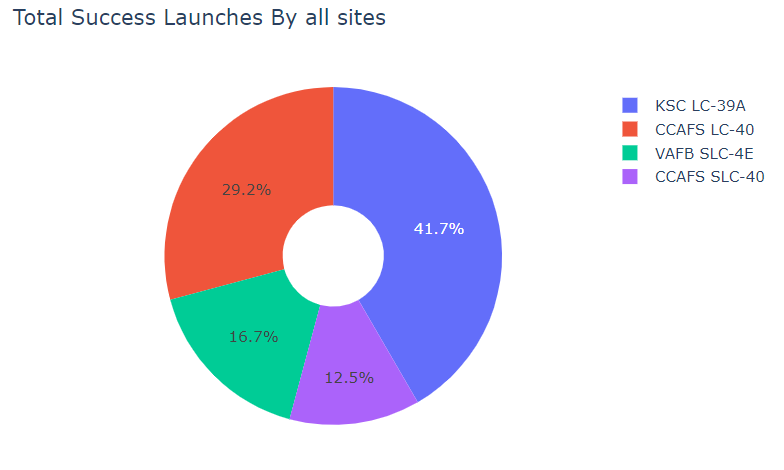 Total Success Launches By all sites
KSC LC-39A
CCAFS LC-40
VAFB SLC-4E
CCAFS SLC-40
29.2%
41.7%
16.7%
12.5%